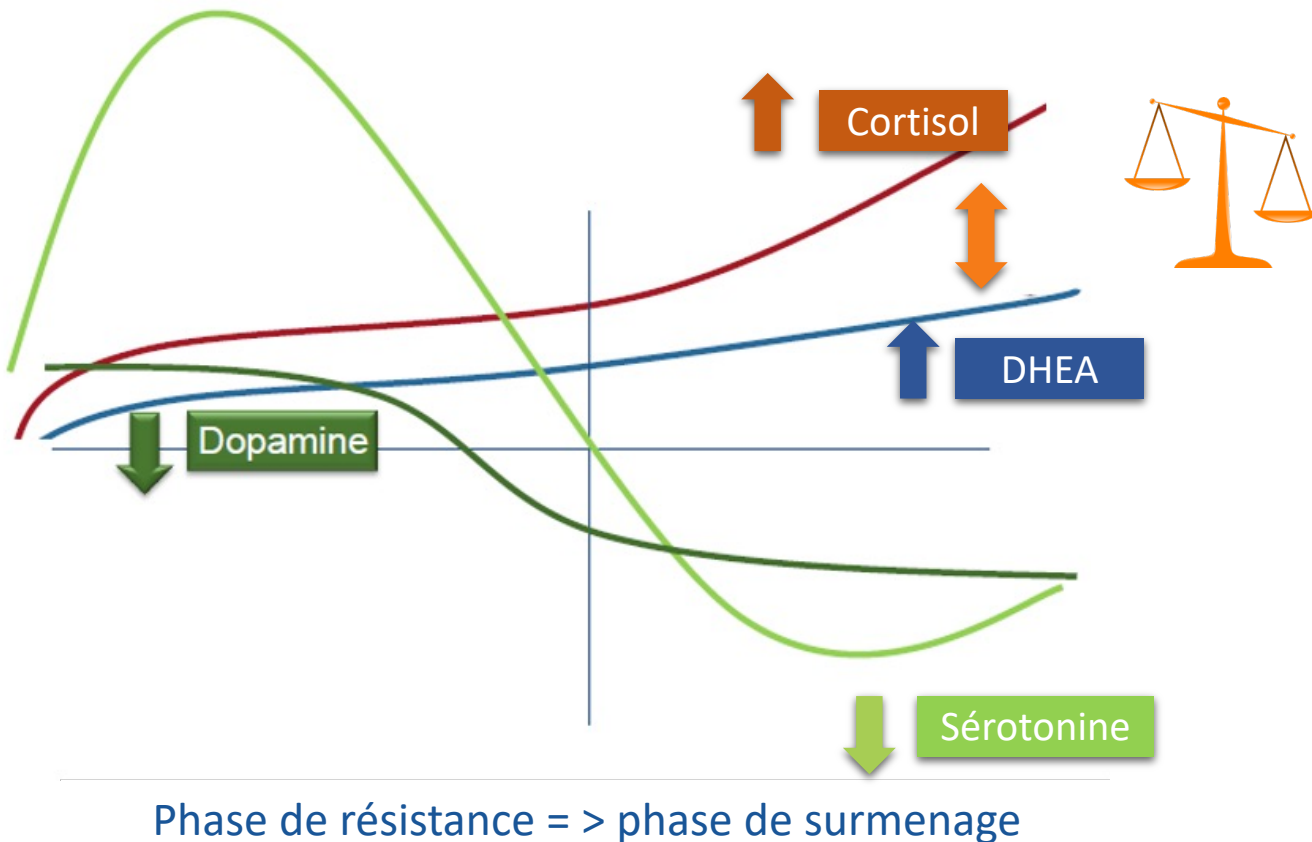 Cortisol
DHEA
Dopamine
Sérotonine
Phase de résistance = > phase de surmenage